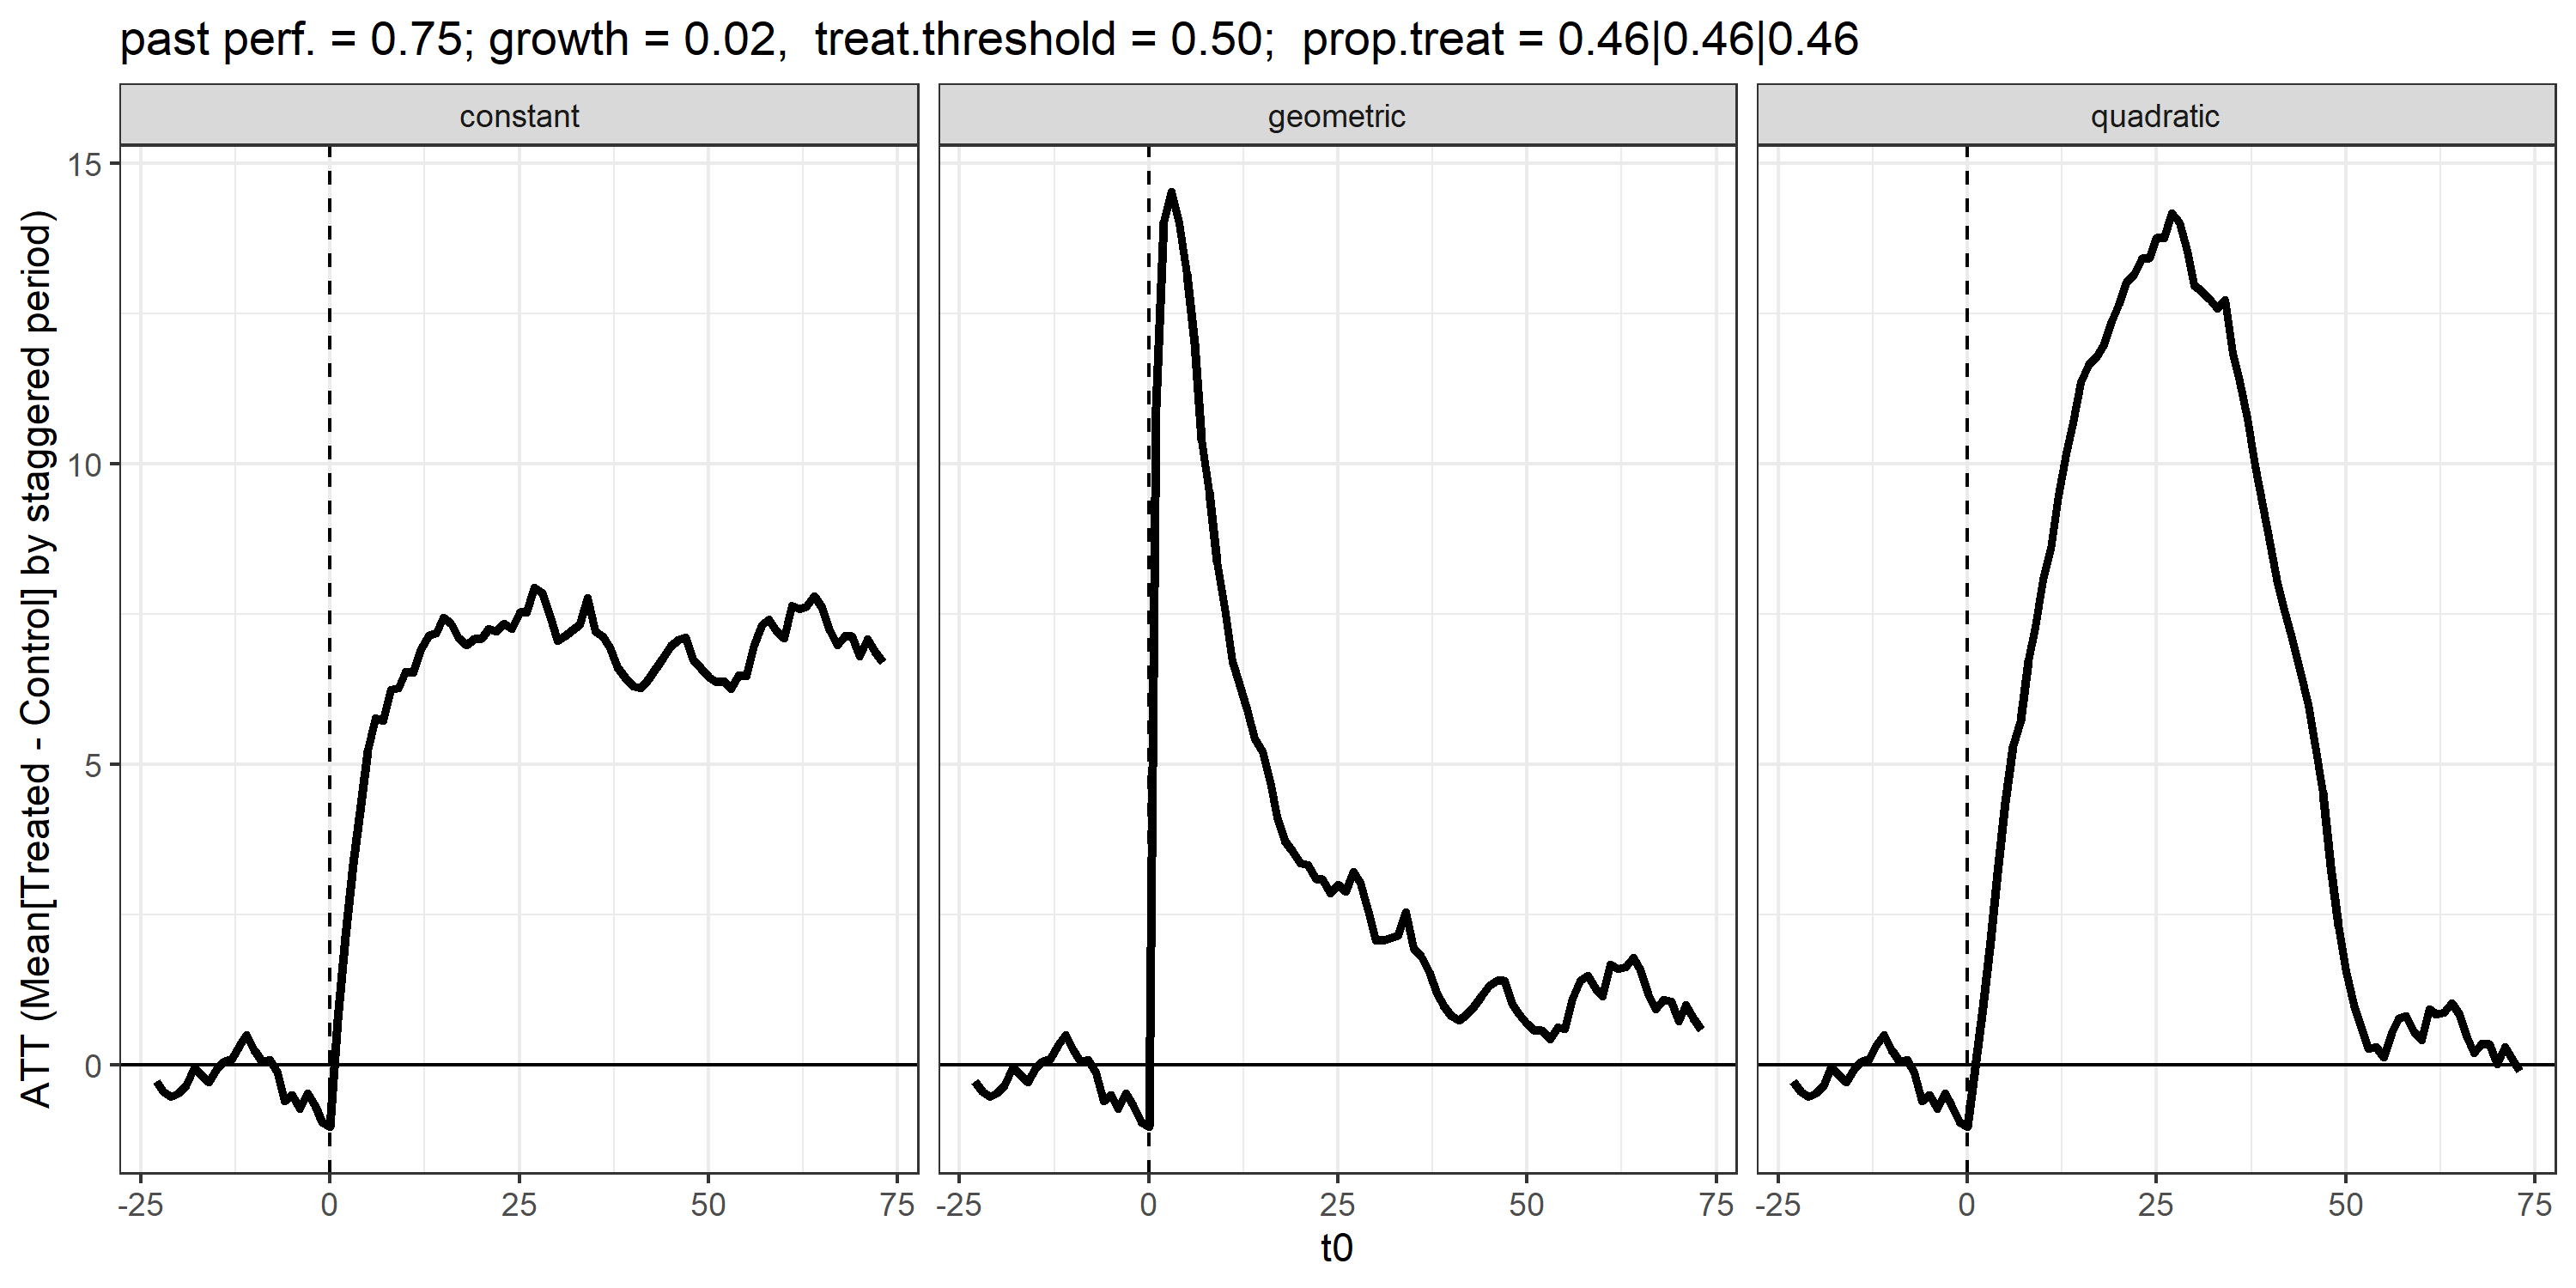 past perf. = 0.75; growth = 0.02,  treat.threshold = 0.50;  prop.treat = 0.46|0.46|0.46
constant
geometric
quadratic
ATT (Mean[Treated - Control] by staggered period)
15
10
5
0
-25 0 25 50 75
-25 0 25 50 75
-25 0 25 50 75
t0